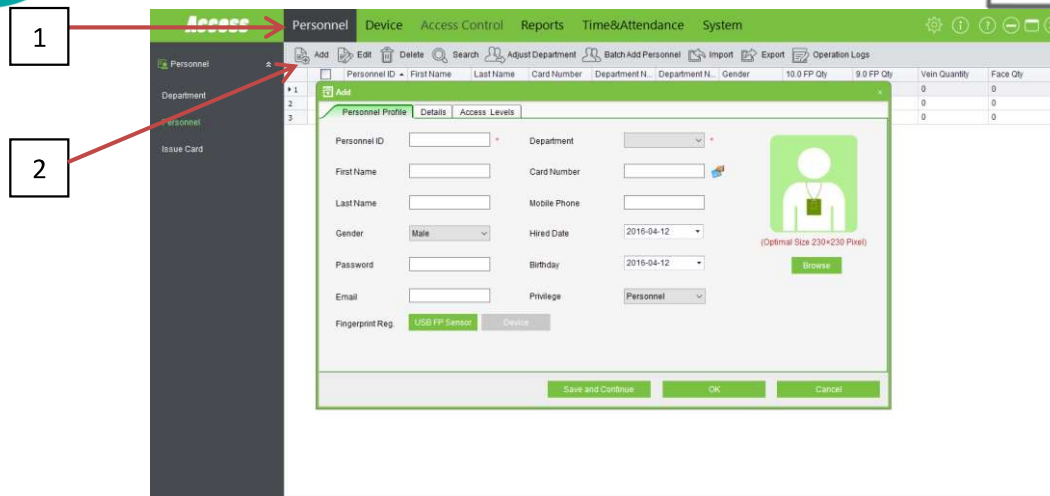 1
Access
Personnel Device Access Control Reports Time&Attendance System
Personnel
Department
Personnel
Issue Card
2
Add Edit Delete Search Adjust Department Batch Add Personnel Import Export Operation Logs
Personnel ID First Name Last Name Card Number Department N... Department N... Gender 10.0 FP Qty 9.0 FP Qty Vein Quantity Face Qty
1 0 0
2 0 0
3 0 0
Add
Personnel Profile Details Access Levels
Personnel ID * Department *
First Name Card Number
Last Name Mobile Phone
Gender Male Hired Date 2016-04-12
(Optimal Size 230×230 Pixel)
Password Birthday 2016-04-12
Browse
Email Privilege Personnel
Fingerprint Reg. USB FP Sensor Device
Save and Continue OK Cancel